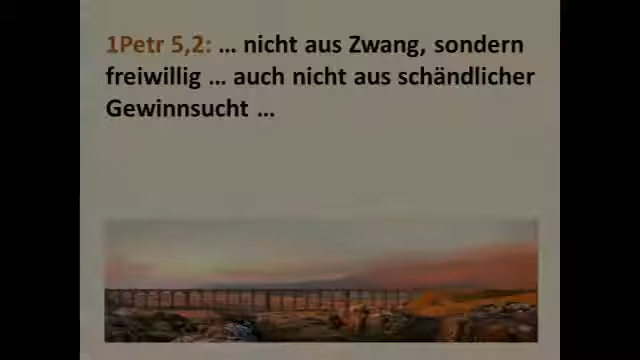 1Petr 5,2: … nicht aus Zwang, sondern
freiwillig … auch nicht aus schändlicher
Gewinnsucht …